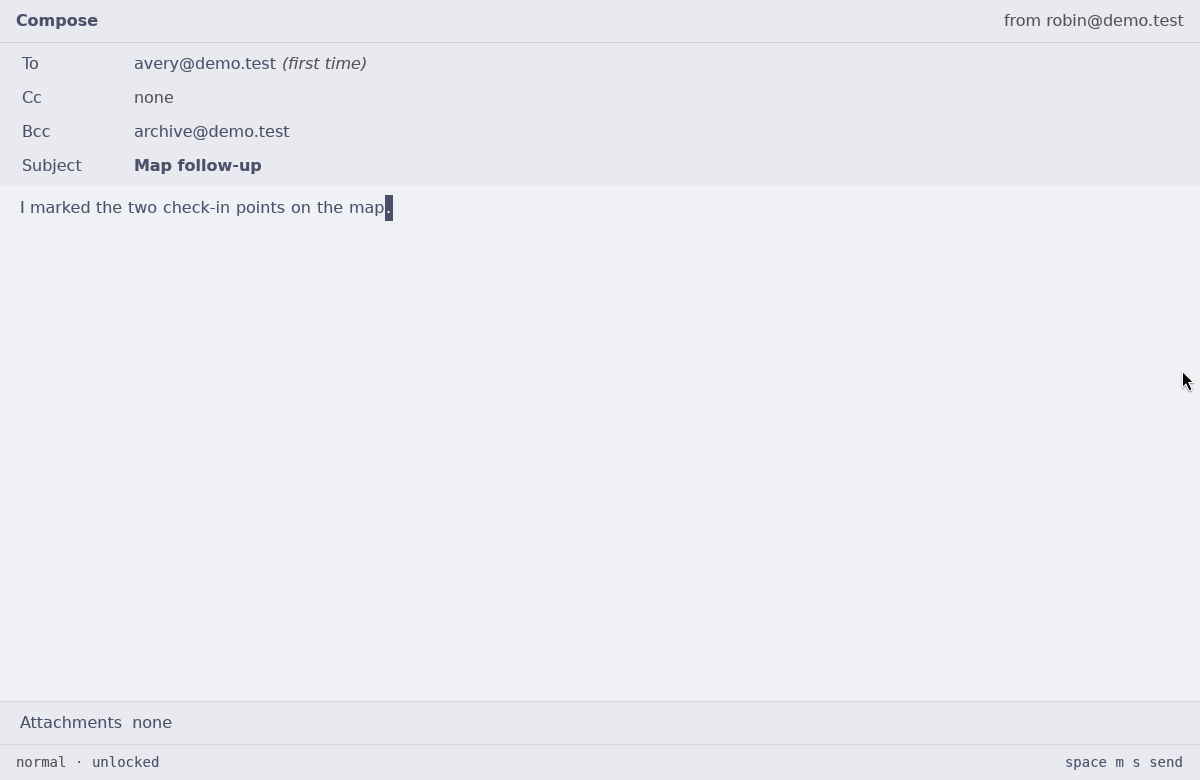 Compose from robin@demo.test
To avery@demo.test (first time)
Cc none
Bcc archive@demo.test
Subject Map follow-up
I marked the two check-in points on the map.
Attachments none
normal · unlocked space m s send